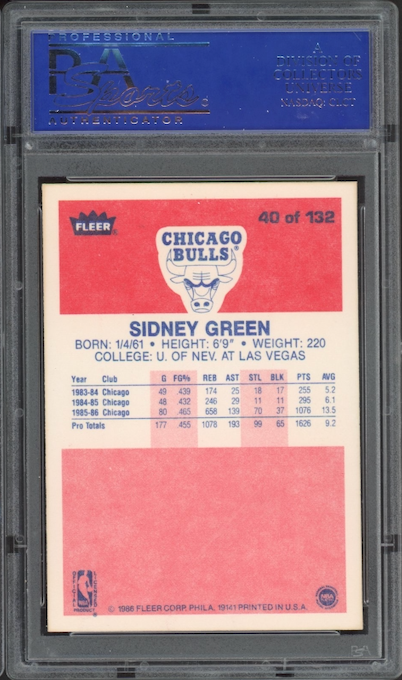 PROFESSIONAL
PSA
Sports
AUTHENTICATOR
A
DIVISION OF
COLLECTORS
UNIVERSE
NASDAQ: CLCT
FLEER
40 of 132
CHICAGO
BULLS
SIDNEY GREEN
BORN: 1/4/61 • HEIGHT: 6'9" • WEIGHT: 220
COLLEGE: U. OF NEV. AT LAS VEGAS
Year Club G FG% REB AST STL BLK PTS AVG
1983-84 Chicago 49 .439 174 25 18 17 255 5.2
1984-85 Chicago 48 .432 246 29 11 11 295 6.1
1985-86 Chicago 80 .465 658 139 70 37 1076 13.5
Pro Totals 177 .455 1078 193 99 65 1626 9.2
© 1986 FLEER CORP. PHILA. 19141 PRINTED IN U.S.A.